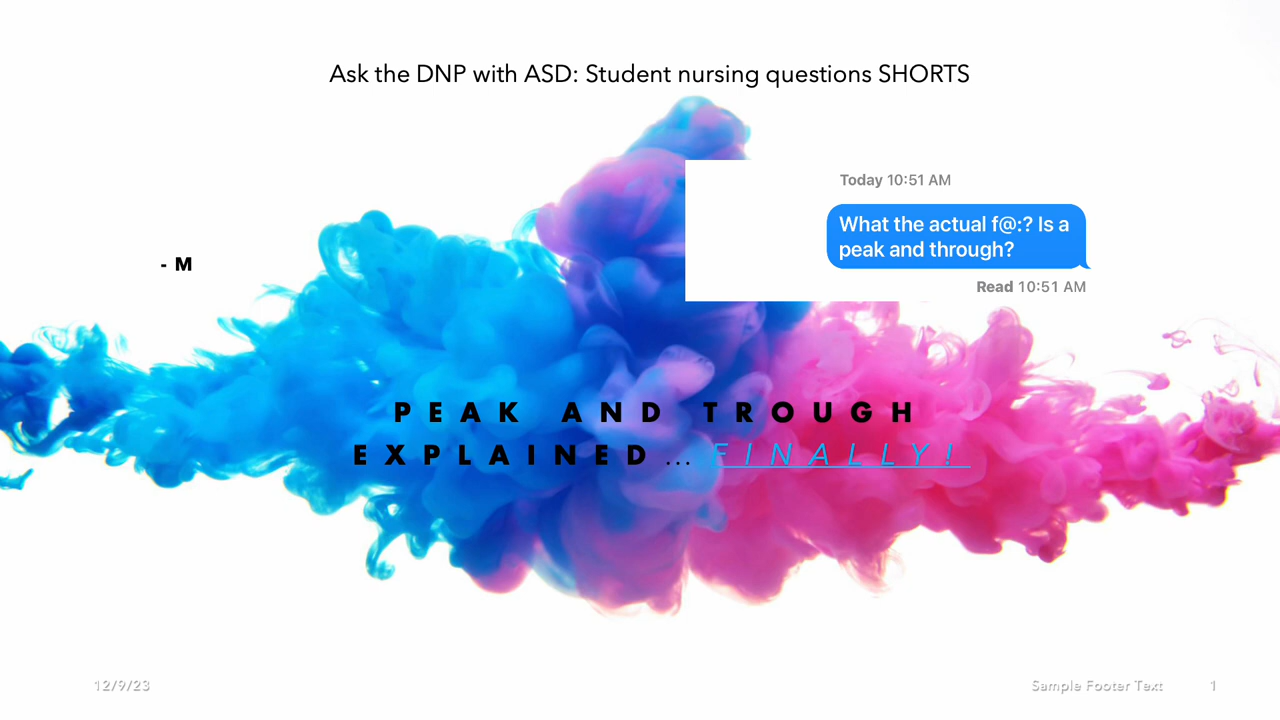 Ask the DNP with ASD: Student nursing questions SHORTS
Today 10:51 AM
What the actual f@:? Is a
peak and through?
Read 10:51 AM
- M
PEAK AND TROUGH
EXPLAINED... FINALLY!
12/9/23
Sample Footer Text
1